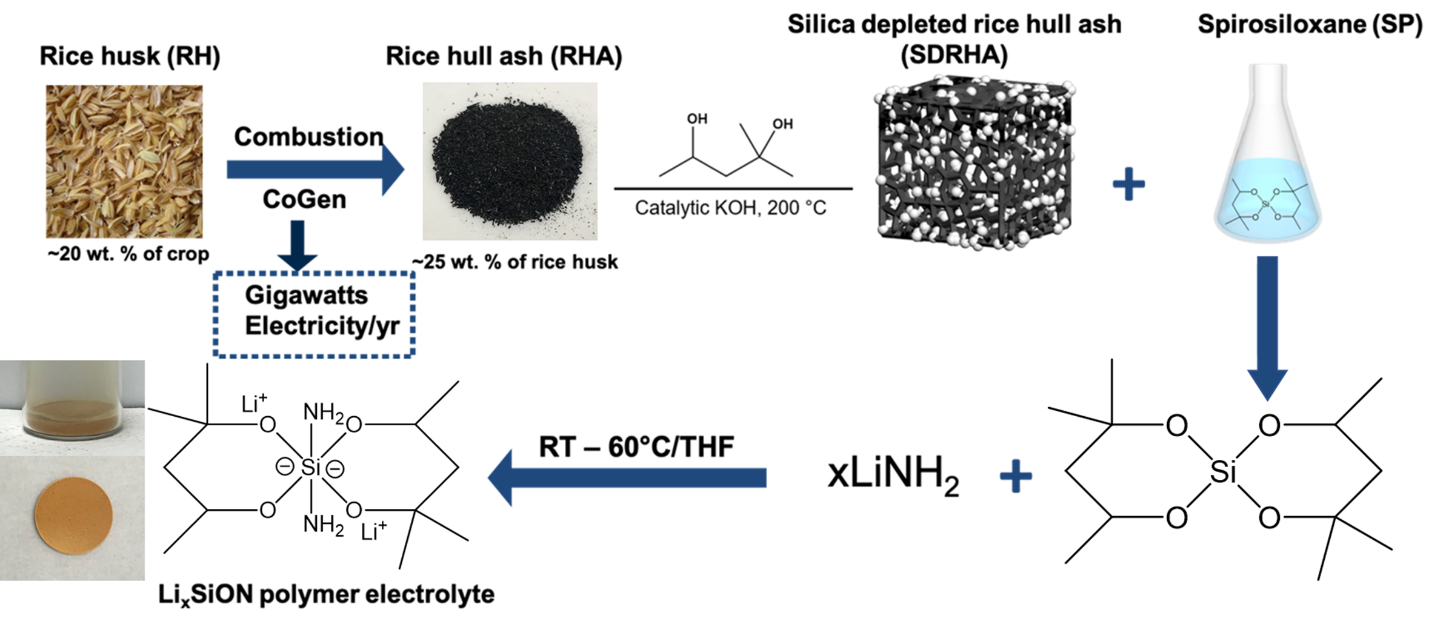 Rice husk (RH)
~20 wt. % of crop
Combustion
CoGen
Gigawatts
Electricity/yr
Rice hull ash (RHA)
~25 wt. % of rice husk
OH
OH
Catalytic KOH, 200 °C
Silica depleted rice hull ash
(SDRHA)
+
Spirosiloxane (SP)
O
O
Si
O
O
O
O
Si
O
O
+
xLiNH₂
RT – 60°C/THF
Li⁺
NH₂
O
O
⊖ Si ⊖
O
O
NH₂
Li⁺
LiₓSiON polymer electrolyte